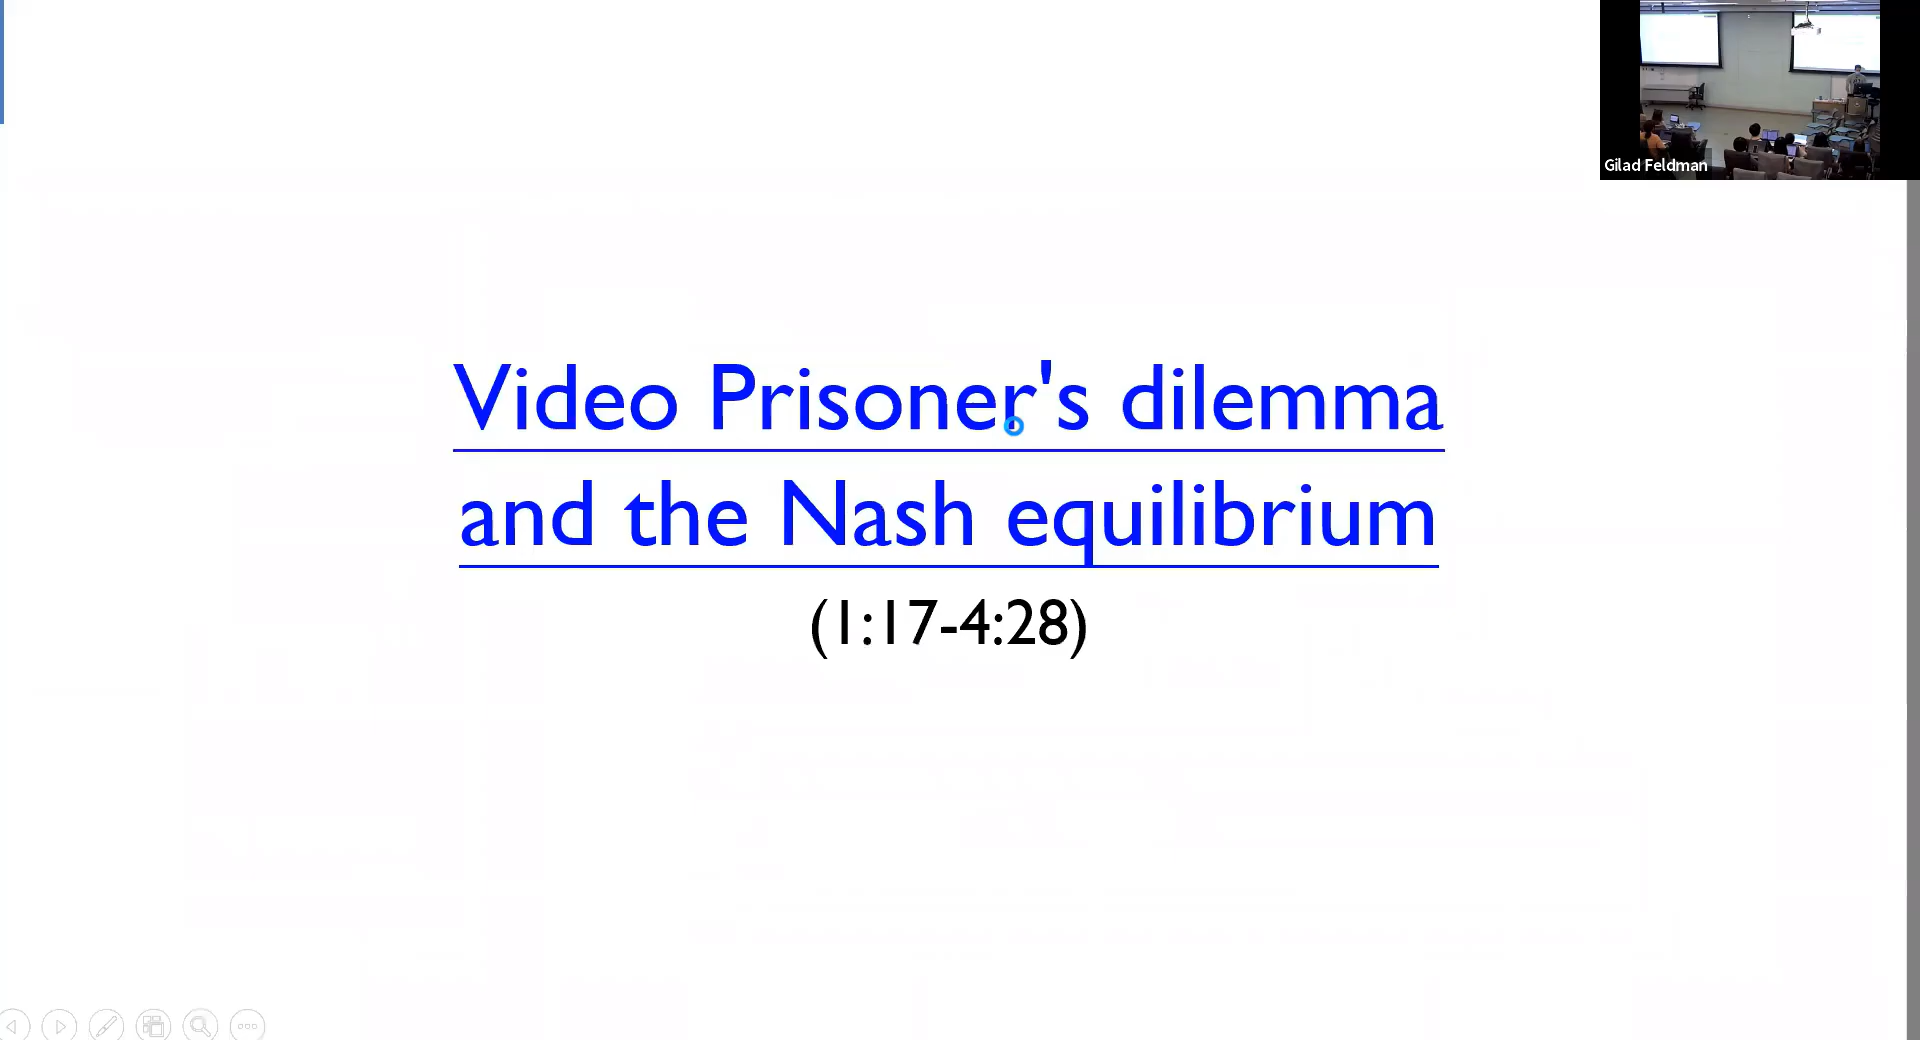 Gilad Feldman
Video Prisoner's dilemma
and the Nash equilibrium
(1:17-4:28)